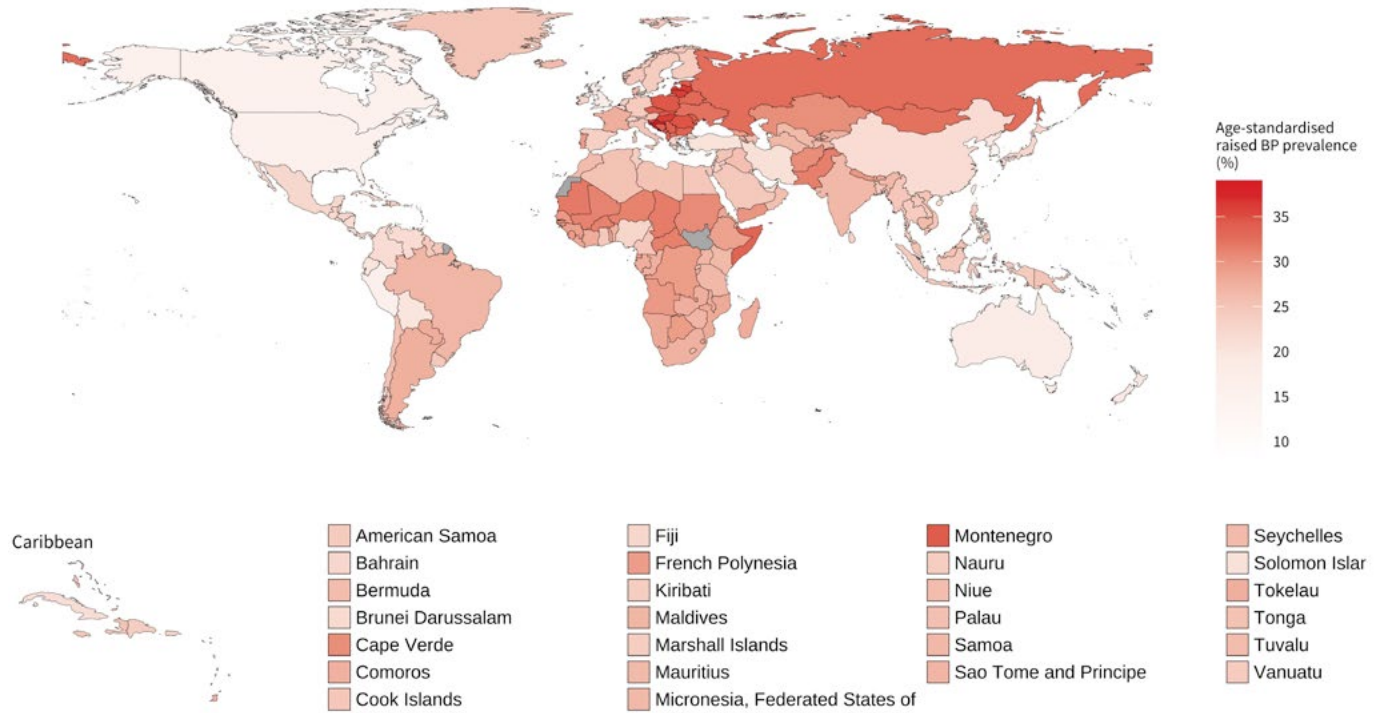 Age-standardised
raised BP prevalence
(%)
35
30
25
20
15
10
Caribbean
American Samoa
Bahrain
Bermuda
Brunei Darussalam
Cape Verde
Comoros
Cook Islands
Fiji
French Polynesia
Kiribati
Maldives
Marshall Islands
Mauritius
Micronesia, Federated States of
Montenegro
Nauru
Niue
Palau
Samoa
Sao Tome and Principe
Seychelles
Solomon Islar
Tokelau
Tonga
Tuvalu
Vanuatu